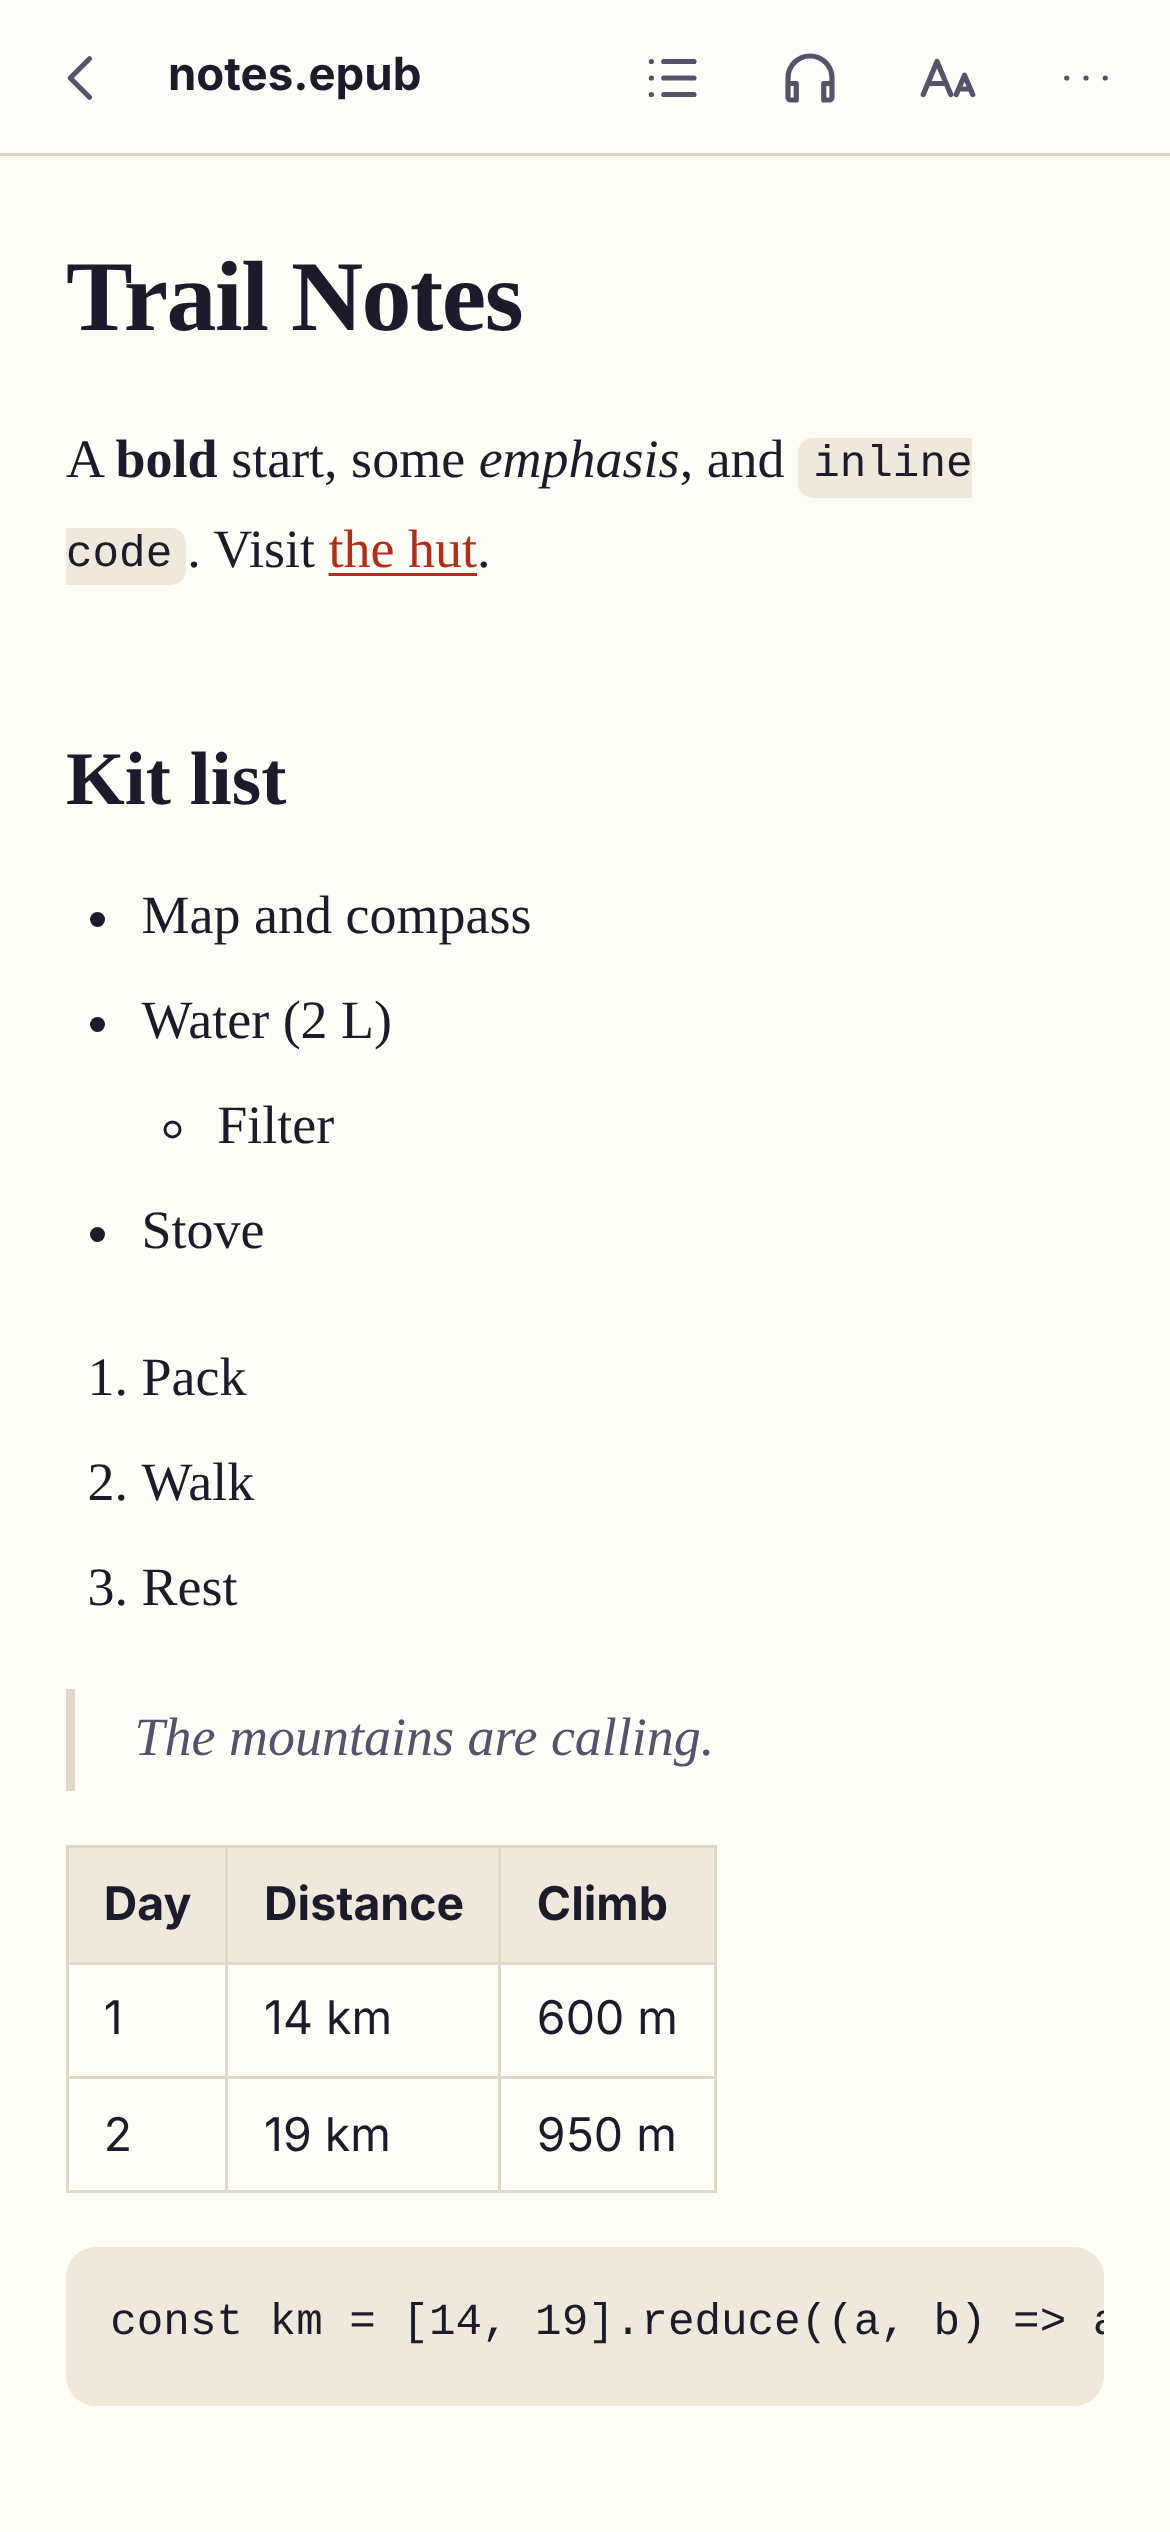 notes.epub
Trail Notes
A bold start, some emphasis, and inline
code. Visit the hut.
Kit list
• Map and compass
• Water (2 L)
◦ Filter
• Stove
1. Pack
2. Walk
3. Rest
The mountains are calling.
Day Distance Climb
1 14 km 600 m
2 19 km 950 m
const km = [14, 19].reduce((a, b) => a